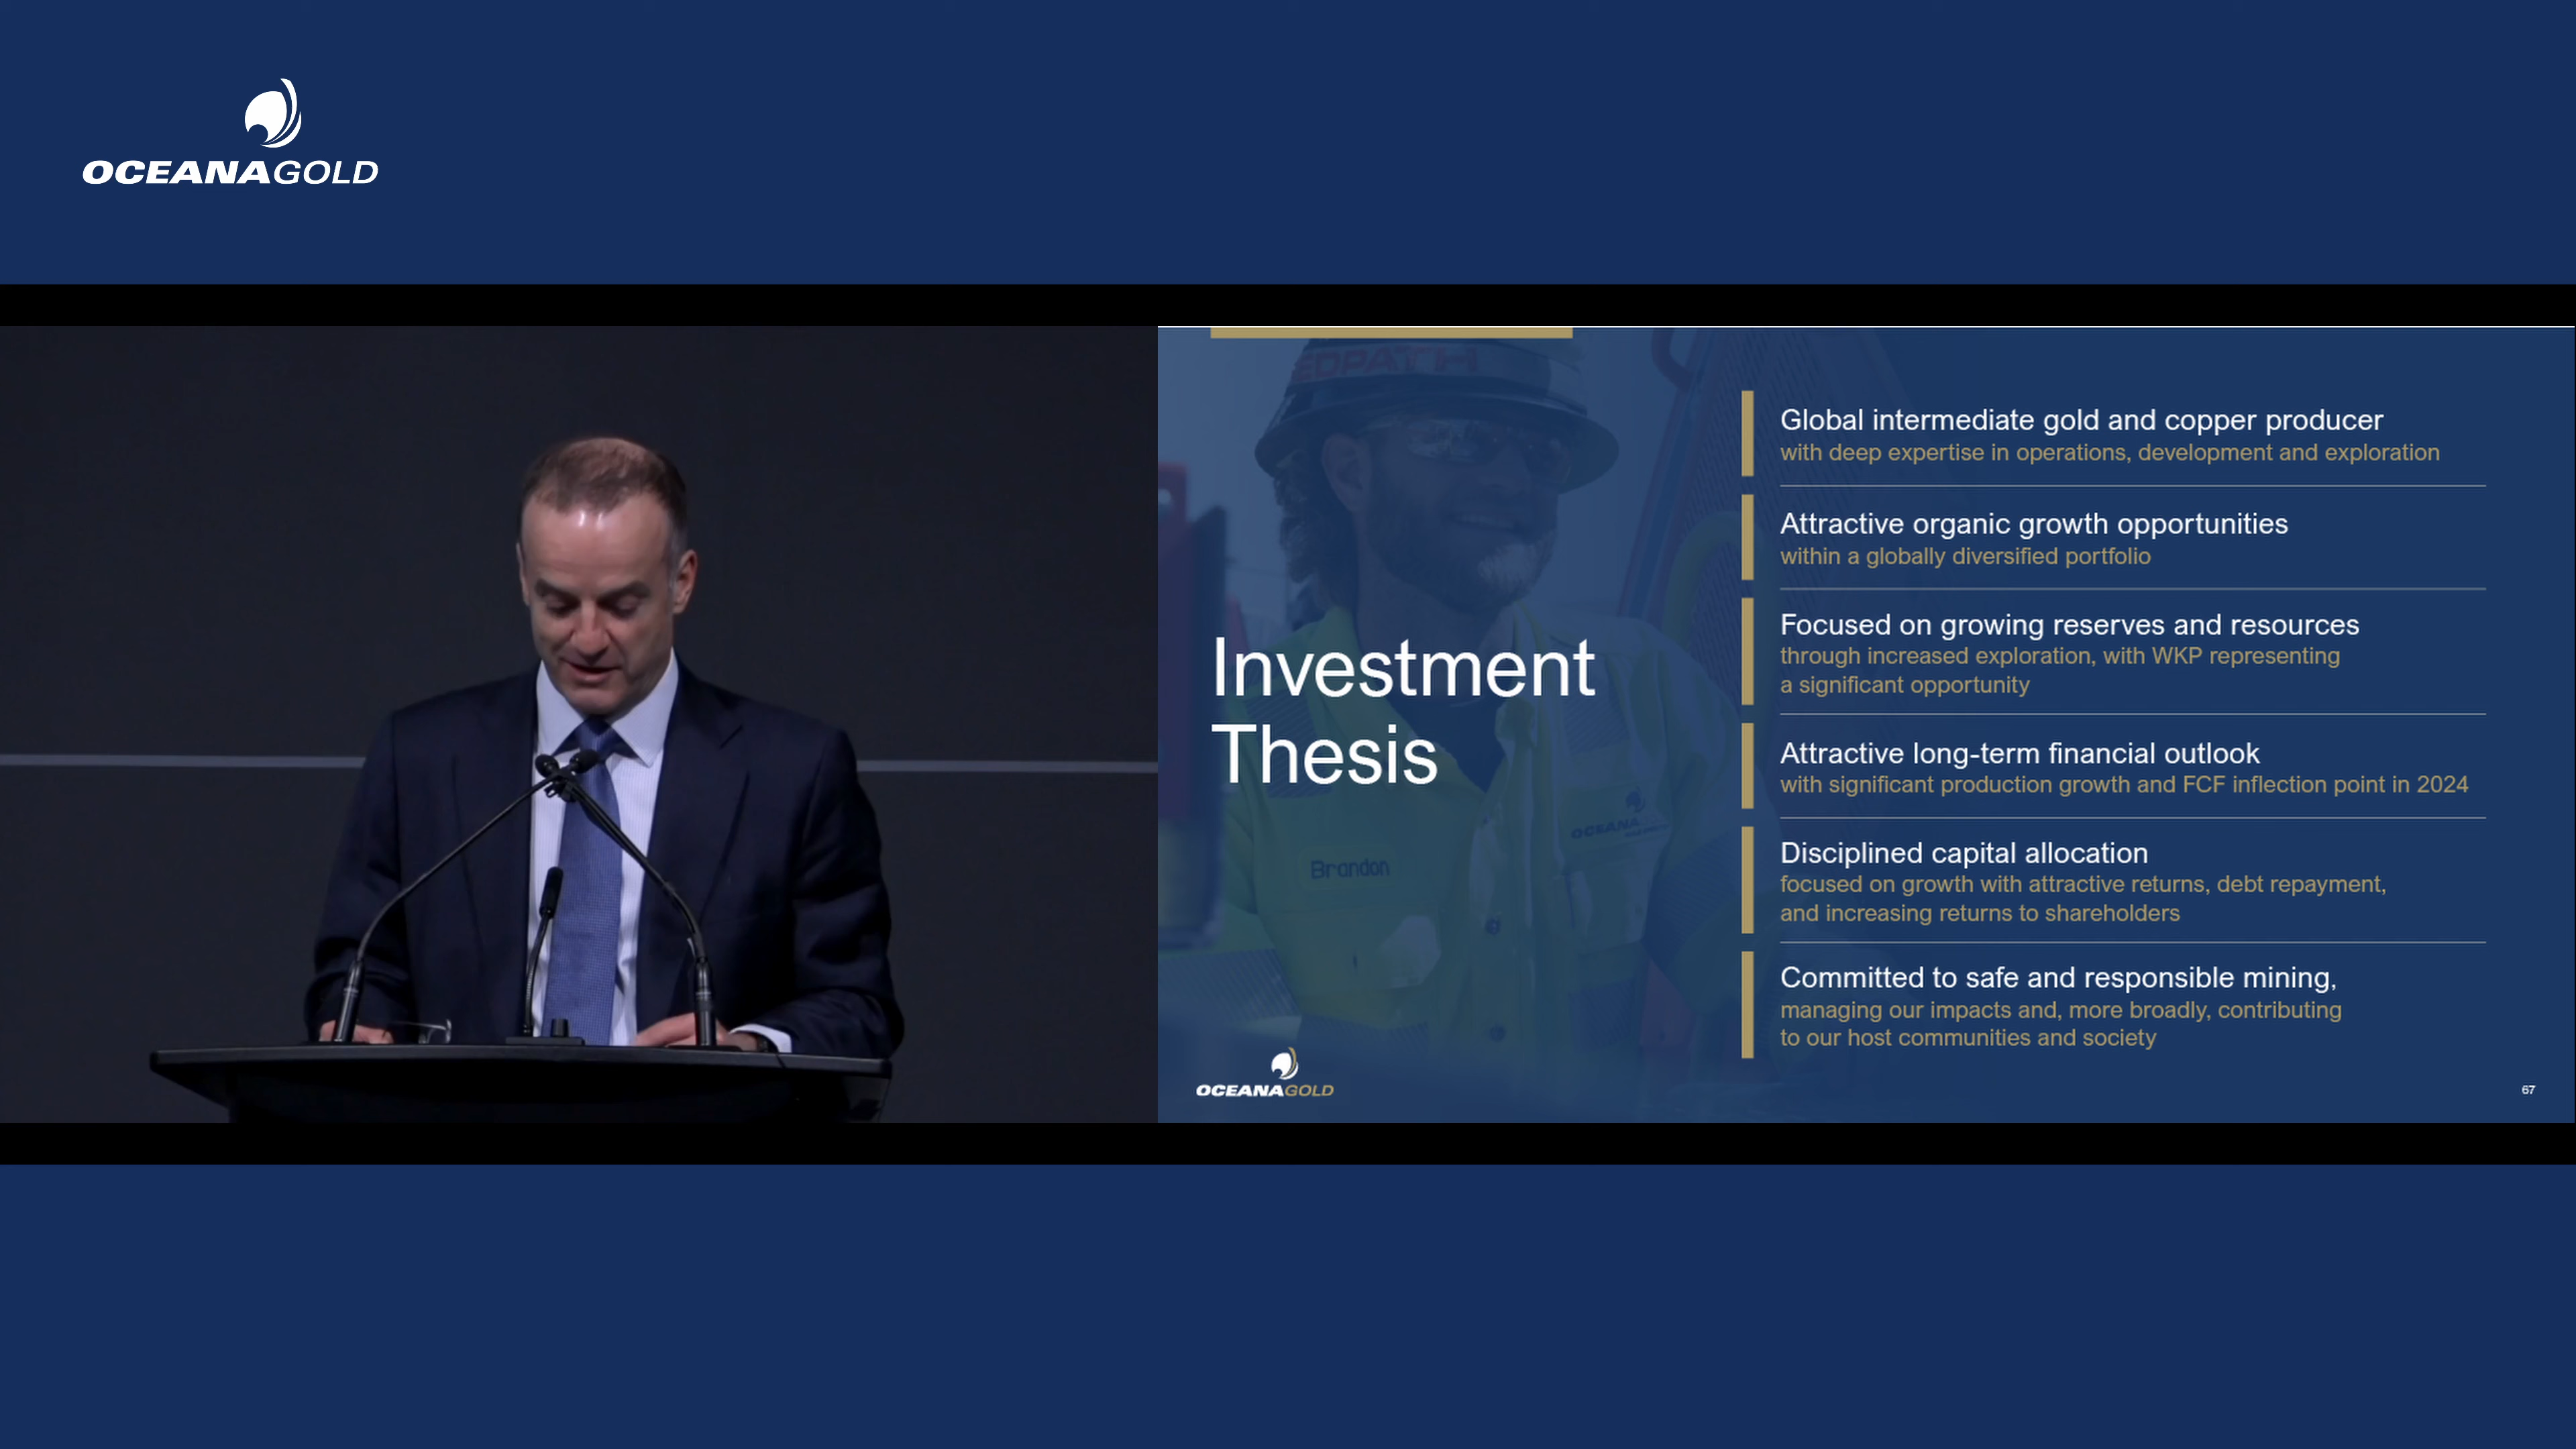 OCEANAGOLD
EDPATH
Investment
Thesis
Brandon
OCEANA
OCEANAGOLD
Global intermediate gold and copper producer
with deep expertise in operations, development and exploration
Attractive organic growth opportunities
within a globally diversified portfolio
Focused on growing reserves and resources
through increased exploration, with WKP representing
a significant opportunity
Attractive long-term financial outlook
with significant production growth and FCF inflection point in 2024
Disciplined capital allocation
focused on growth with attractive returns, debt repayment,
and increasing returns to shareholders
Committed to safe and responsible mining,
managing our impacts and, more broadly, contributing
to our host communities and society
67